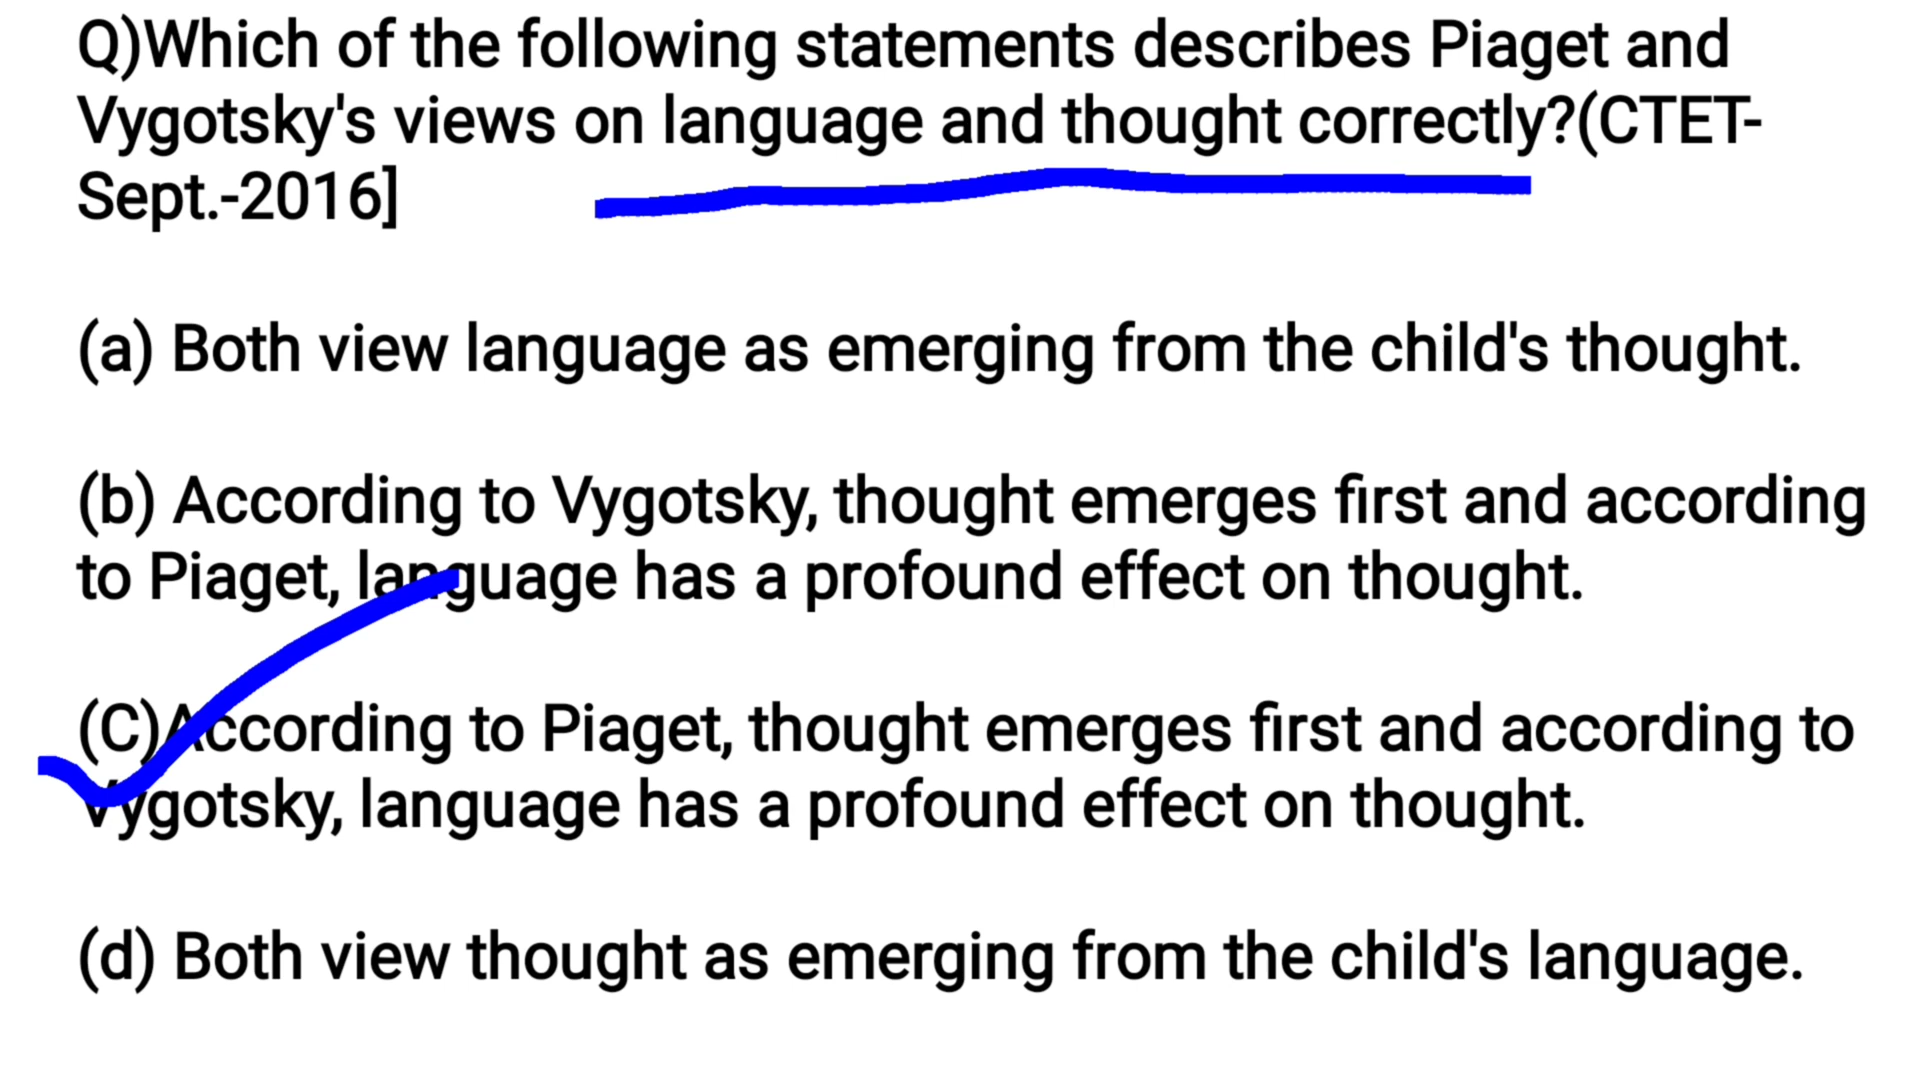 Q)Which of the following statements describes Piaget and
Vygotsky's views on language and thought correctly?(CTET-
Sept.-2016]
(a) Both view language as emerging from the child's thought.
(b) According to Vygotsky, thought emerges first and according
to Piaget, language has a profound effect on thought.
(C)According to Piaget, thought emerges first and according to
Vygotsky, language has a profound effect on thought.
(d) Both view thought as emerging from the child's language.